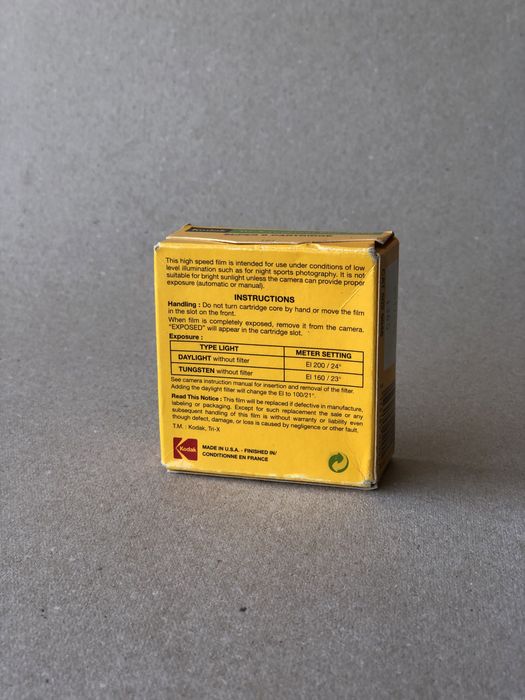 Kodak
This high speed film is intended for use under conditions of low
level illumination such as for night sports photography. It is not
suitable for bright sunlight unless the camera can provide proper
exposure (automatic or manual).
INSTRUCTIONS
Handling : Do not turn cartridge core by hand or move the film
in the slot on the front.
When film is completely exposed, remove it from the camera.
"EXPOSED" will appear in the cartridge slot.
Exposure :
TYPE LIGHT METER SETTING
DAYLIGHT without filter EI 200 / 24°
TUNGSTEN without filter EI 160 / 23°
See camera instruction manual for insertion and removal of the filter.
Adding the daylight filter will change the EI to 100/21°.
Read This Notice : This film will be replaced if defective in manufacture,
labeling or packaging. Except for such replacement the sale or any
subsequent handling of this film is without warranty or liability even
though defect, damage, or loss is caused by negligence or other fault.
T.M. : Kodak, Tri-X
Kodak
MADE IN U.S.A. - FINISHED IN/
CONDITIONNE EN FRANCE